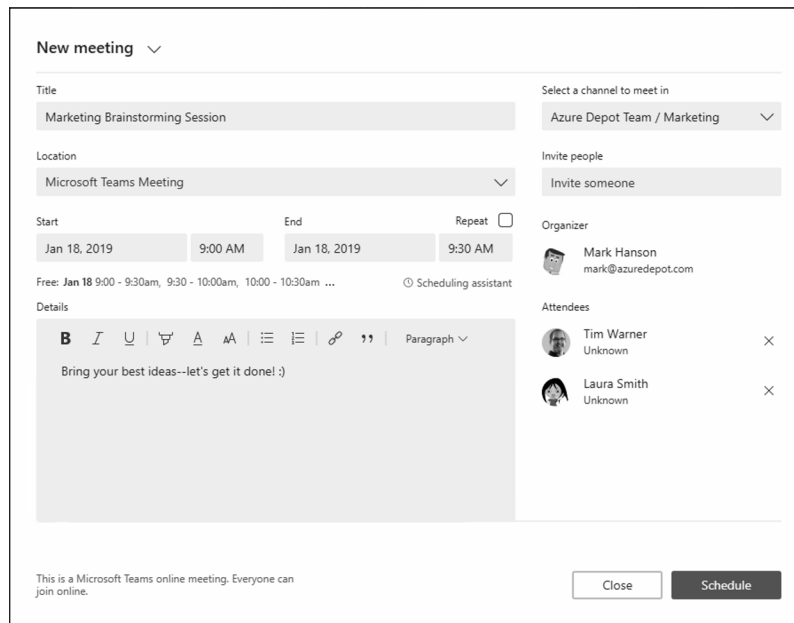 New meeting
Title
Marketing Brainstorming Session
Location
Microsoft Teams Meeting
Start
End
Repeat
Jan 18, 2019
9:00 AM
Jan 18, 2019
9:30 AM
Free: Jan 18 9:00 - 9:30am, 9:30 - 10:00am, 10:00 - 10:30am ...
Scheduling assistant
Details
B I U A AA Paragraph
Bring your best ideas--let's get it done! :)
Select a channel to meet in
Azure Depot Team / Marketing
Invite people
Invite someone
Organizer
Mark Hanson
mark@azuredepot.com
Attendees
Tim Warner
Unknown
Laura Smith
Unknown
This is a Microsoft Teams online meeting. Everyone can
join online.
Close
Schedule